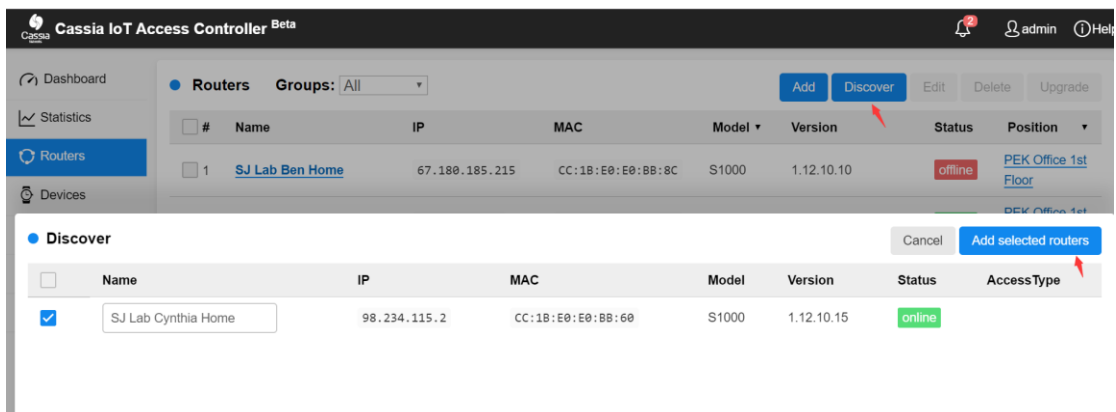 Cassia IoT Access Controller Beta 2 admin Help
Cassia
Dashboard Routers Groups: All Add Discover Edit Delete Upgrade
Statistics # Name IP MAC Model Version Status Position
Routers 1 SJ Lab Ben Home 67.180.185.215 CC:1B:E0:E0:BB:8C S1000 1.12.10.10 offline PEK Office 1st
Floor
Devices
PEK Office 1st
Discover Cancel Add selected routers
Name IP MAC Model Version Status AccessType
SJ Lab Cynthia Home 98.234.115.2 CC:1B:E0:E0:BB:60 S1000 1.12.10.15 online